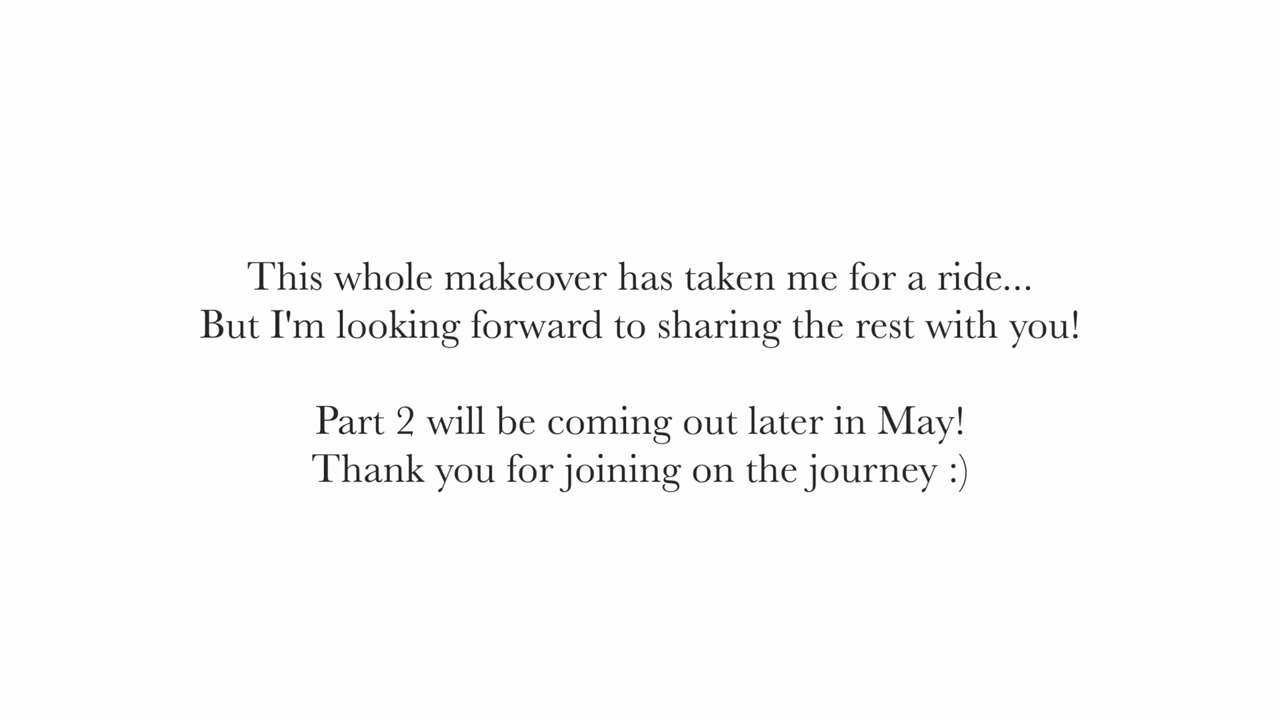 This whole makeover has taken me for a ride...
But I'm looking forward to sharing the rest with you!
Part 2 will be coming out later in May!
Thank you for joining on the journey :)